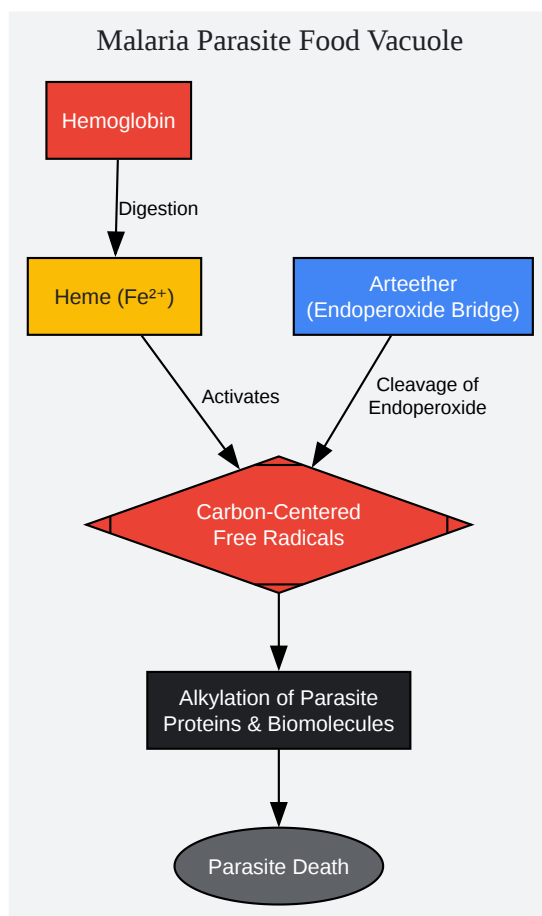 Malaria Parasite Food Vacuole
Hemoglobin
Digestion
Heme (Fe²⁺)
Arteether
(Endoperoxide Bridge)
Activates
Cleavage of
Endoperoxide
Carbon-Centered
Free Radicals
Alkylation of Parasite
Proteins & Biomolecules
Parasite Death